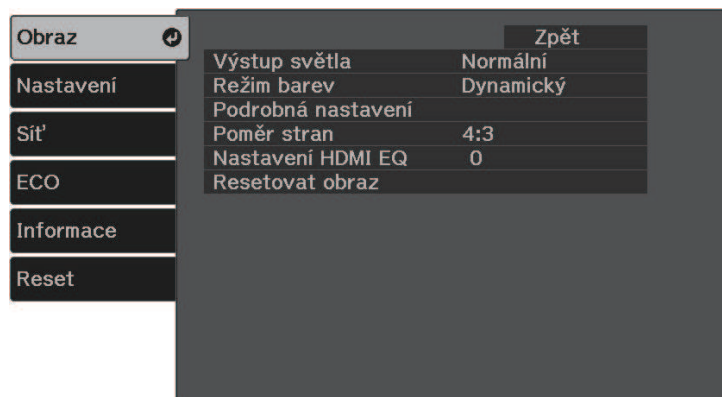 Obraz
Nastavení
Síť
ECO
Informace
Reset
Zpět
Výstup světla Normální
Režim barev Dynamický
Podrobná nastavení
Poměr stran 4:3
Nastavení HDMI EQ 0
Resetovat obraz